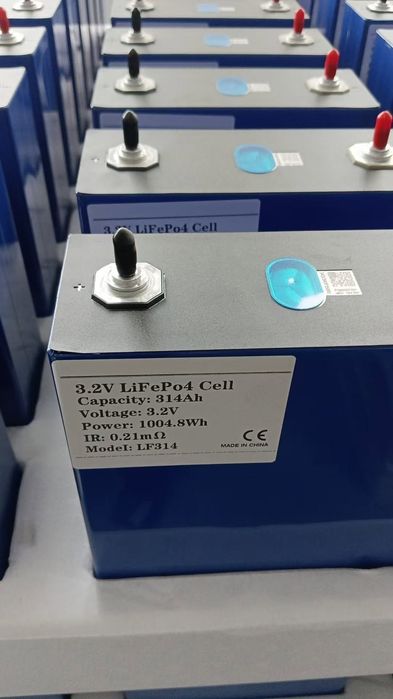 3.2V LiFePo4 Cell
+
3.2V LiFePo4 Cell
Capacity: 314Ah
Voltage: 3.2V
Power: 1004.8Wh
IR: 0.21mΩ
Model: LF314
CE
MADE IN CHINA